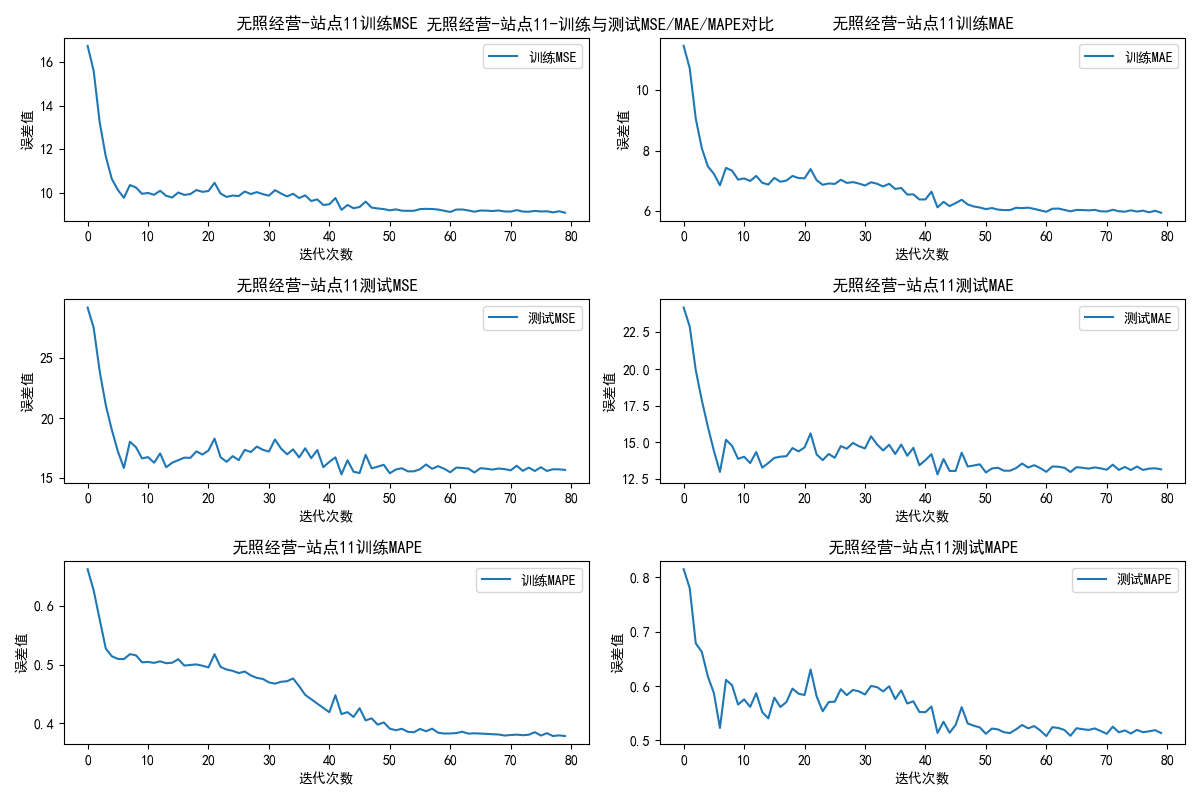 无照经营-站点11-训练与测试MSE/MAE/MAPE对比
无照经营-站点11训练MSE
训练MSE
误差值
16
14
12
10
0 10 20 30 40 50 60 70 80
迭代次数
无照经营-站点11训练MAE
训练MAE
误差值
10
8
6
0 10 20 30 40 50 60 70 80
迭代次数
无照经营-站点11测试MSE
测试MSE
误差值
25
20
15
0 10 20 30 40 50 60 70 80
迭代次数
无照经营-站点11测试MAE
测试MAE
误差值
22.5
20.0
17.5
15.0
12.5
0 10 20 30 40 50 60 70 80
迭代次数
无照经营-站点11训练MAPE
训练MAPE
误差值
0.6
0.5
0.4
0 10 20 30 40 50 60 70 80
迭代次数
无照经营-站点11测试MAPE
测试MAPE
误差值
0.8
0.7
0.6
0.5
0 10 20 30 40 50 60 70 80
迭代次数